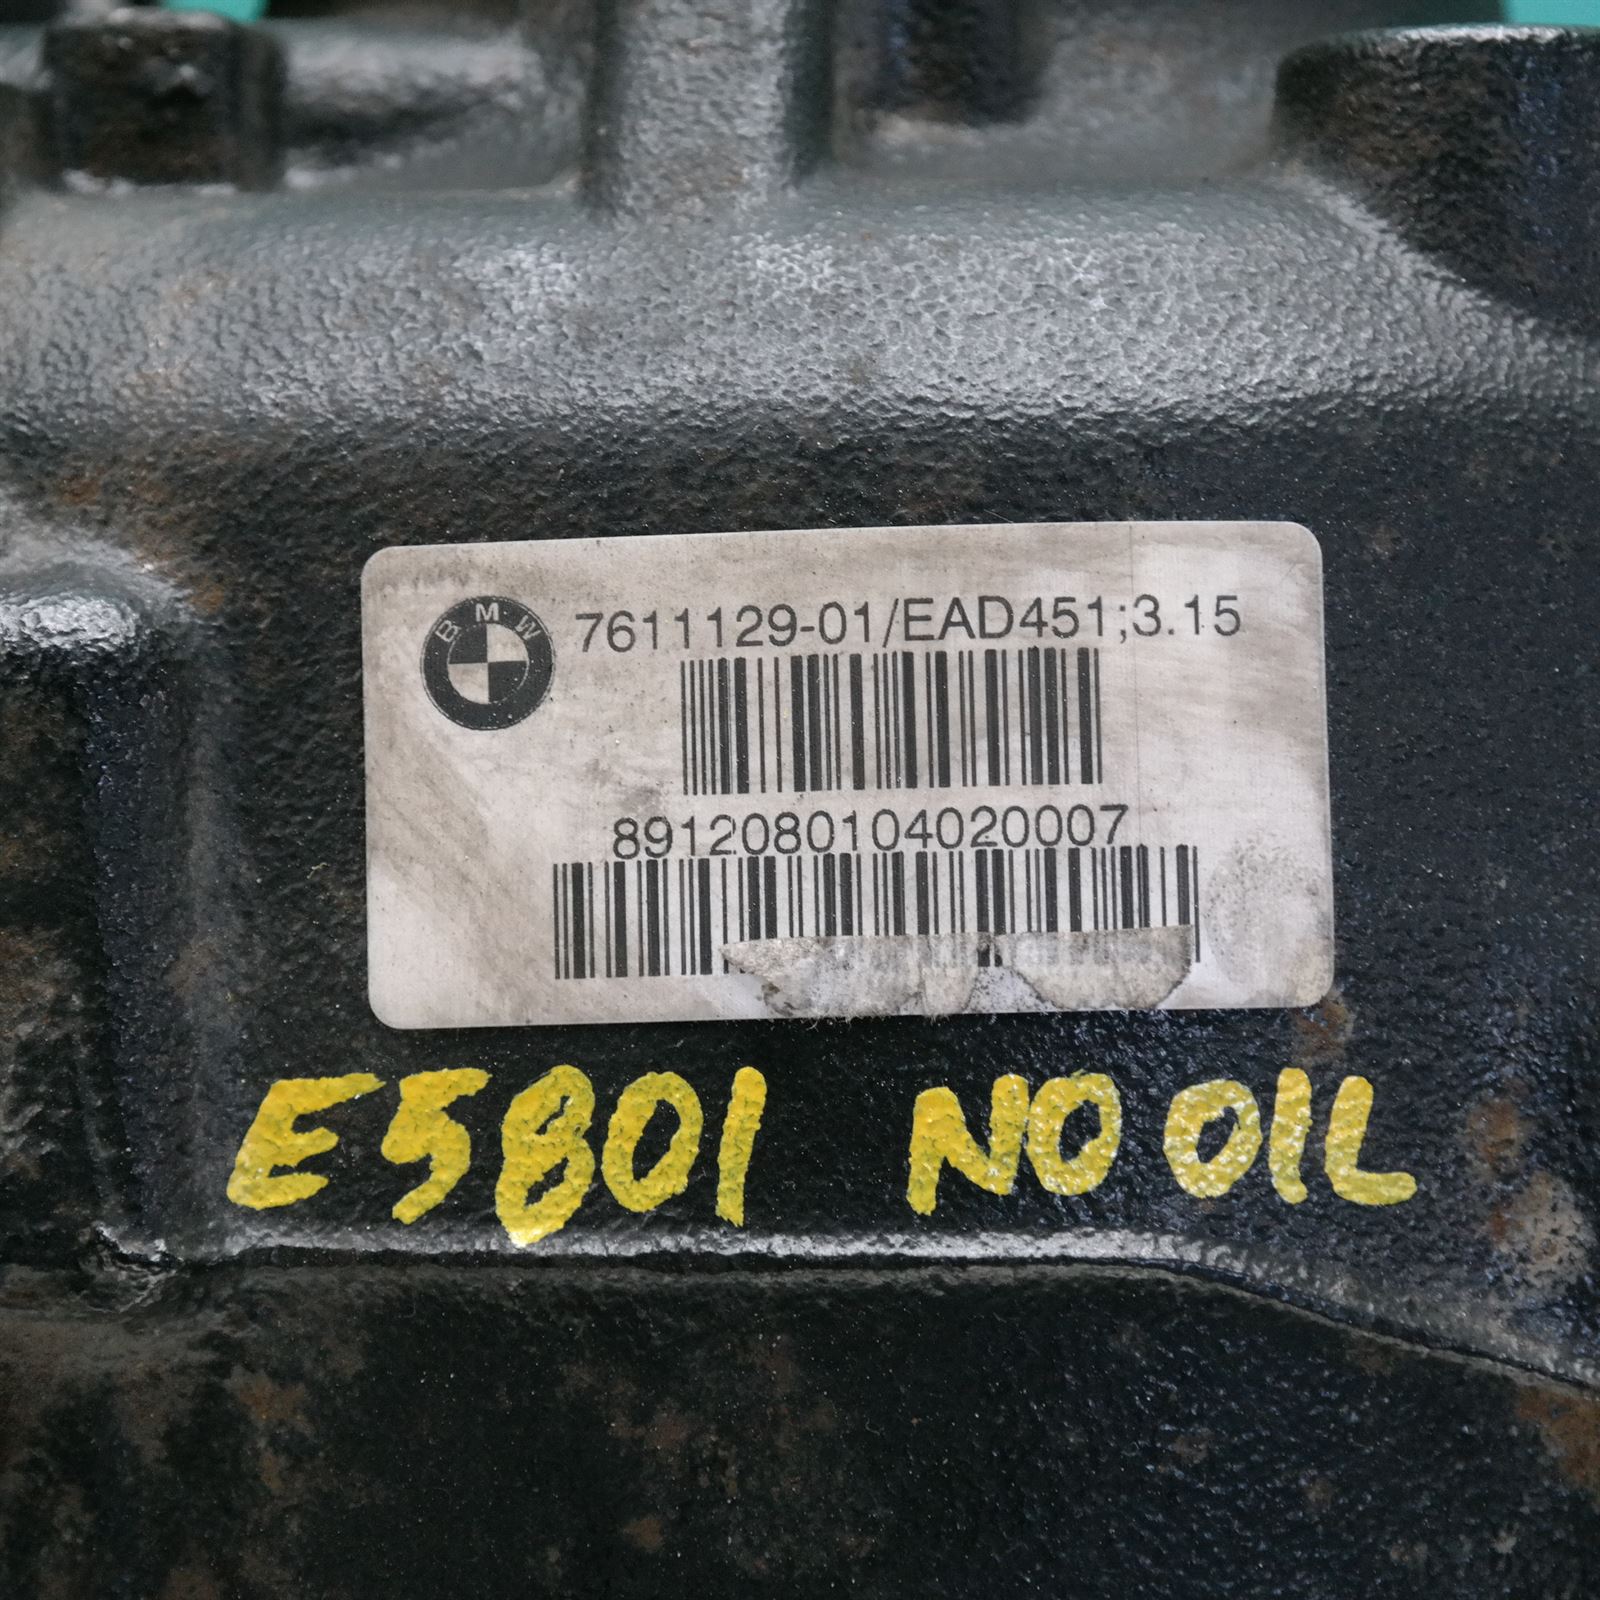 BMW
7611129-01/EAD451;3.15
8912080104020007
E5801 NO OIL